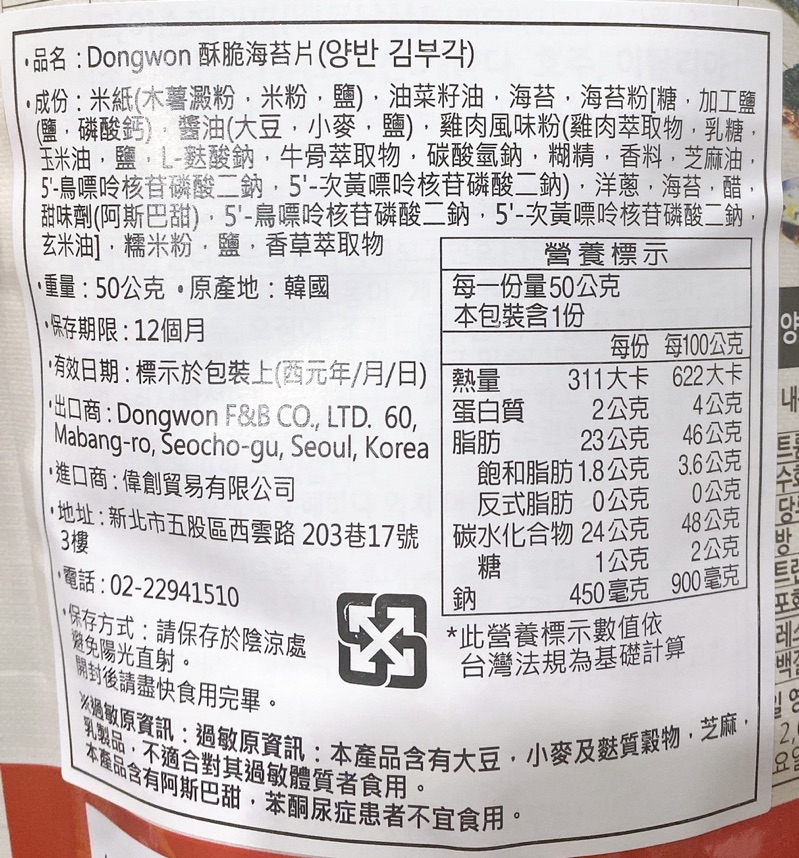 •品名：Dongwon 酥脆海苔片(양반 김부각)
•成份：米紙(木薯澱粉，米粉，鹽)，油菜籽油，海苔，海苔粉[糖，加工鹽
(鹽，磷酸鈣)，醬油(大豆，小麥，鹽)，雞肉風味粉(雞肉萃取物，乳糖，
玉米油，鹽，L-麩酸鈉，牛骨萃取物，碳酸氫鈉，糊精，香料，芝麻油，
5'-鳥嘌呤核苷磷酸二鈉，5'-次黃嘌呤核苷磷酸二鈉)，洋蔥，海苔，醋，
甜味劑(阿斯巴甜)，5'-鳥嘌呤核苷磷酸二鈉，5'-次黃嘌呤核苷磷酸二鈉，
玄米油]，糯米粉，鹽，香草萃取物
•重量：50公克 •原產地：韓國
•保存期限：12個月
•有效日期：標示於包裝上(西元年/月/日)
•出口商：Dongwon F&B CO., LTD. 60,
Mabang-ro, Seocho-gu, Seoul, Korea
•進口商：偉創貿易有限公司
•地址：新北市五股區西雲路 203巷17號
3樓
•電話：02-22941510
•保存方式：請保存於陰涼處
避免陽光直射。
開封後請盡快食用完畢。
營養標示
每一份量50公克
本包裝含1份
每份 每100公克
熱量 311大卡 622大卡
蛋白質 2公克 4公克
脂肪 23公克 46公克
飽和脂肪 1.8公克 3.6公克
反式脂肪 0公克 0公克
碳水化合物 24公克 48公克
糖 1公克 2公克
鈉 450毫克 900毫克
*此營養標示數值依
台灣法規為基礎計算
※過敏原資訊：過敏原資訊：本產品含有大豆，小麥及麩質穀物，芝麻，
乳製品，不適合對其過敏體質者食用。
本產品含有阿斯巴甜，苯酮尿症患者不宜食用。